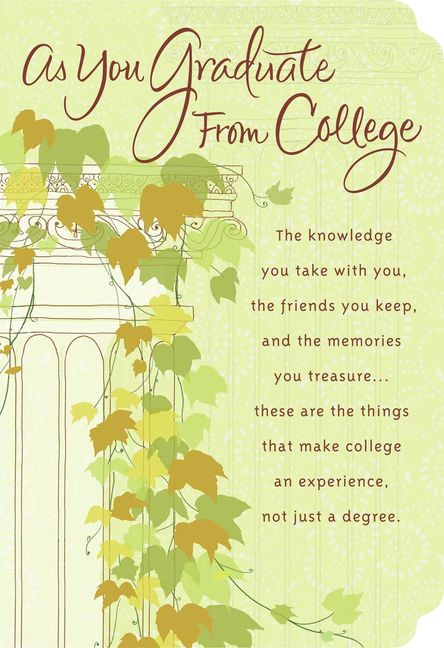 As You Graduate
From College
The knowledge
you take with you,
the friends you keep,
and the memories
you treasure...
these are the things
that make college
an experience,
not just a degree.